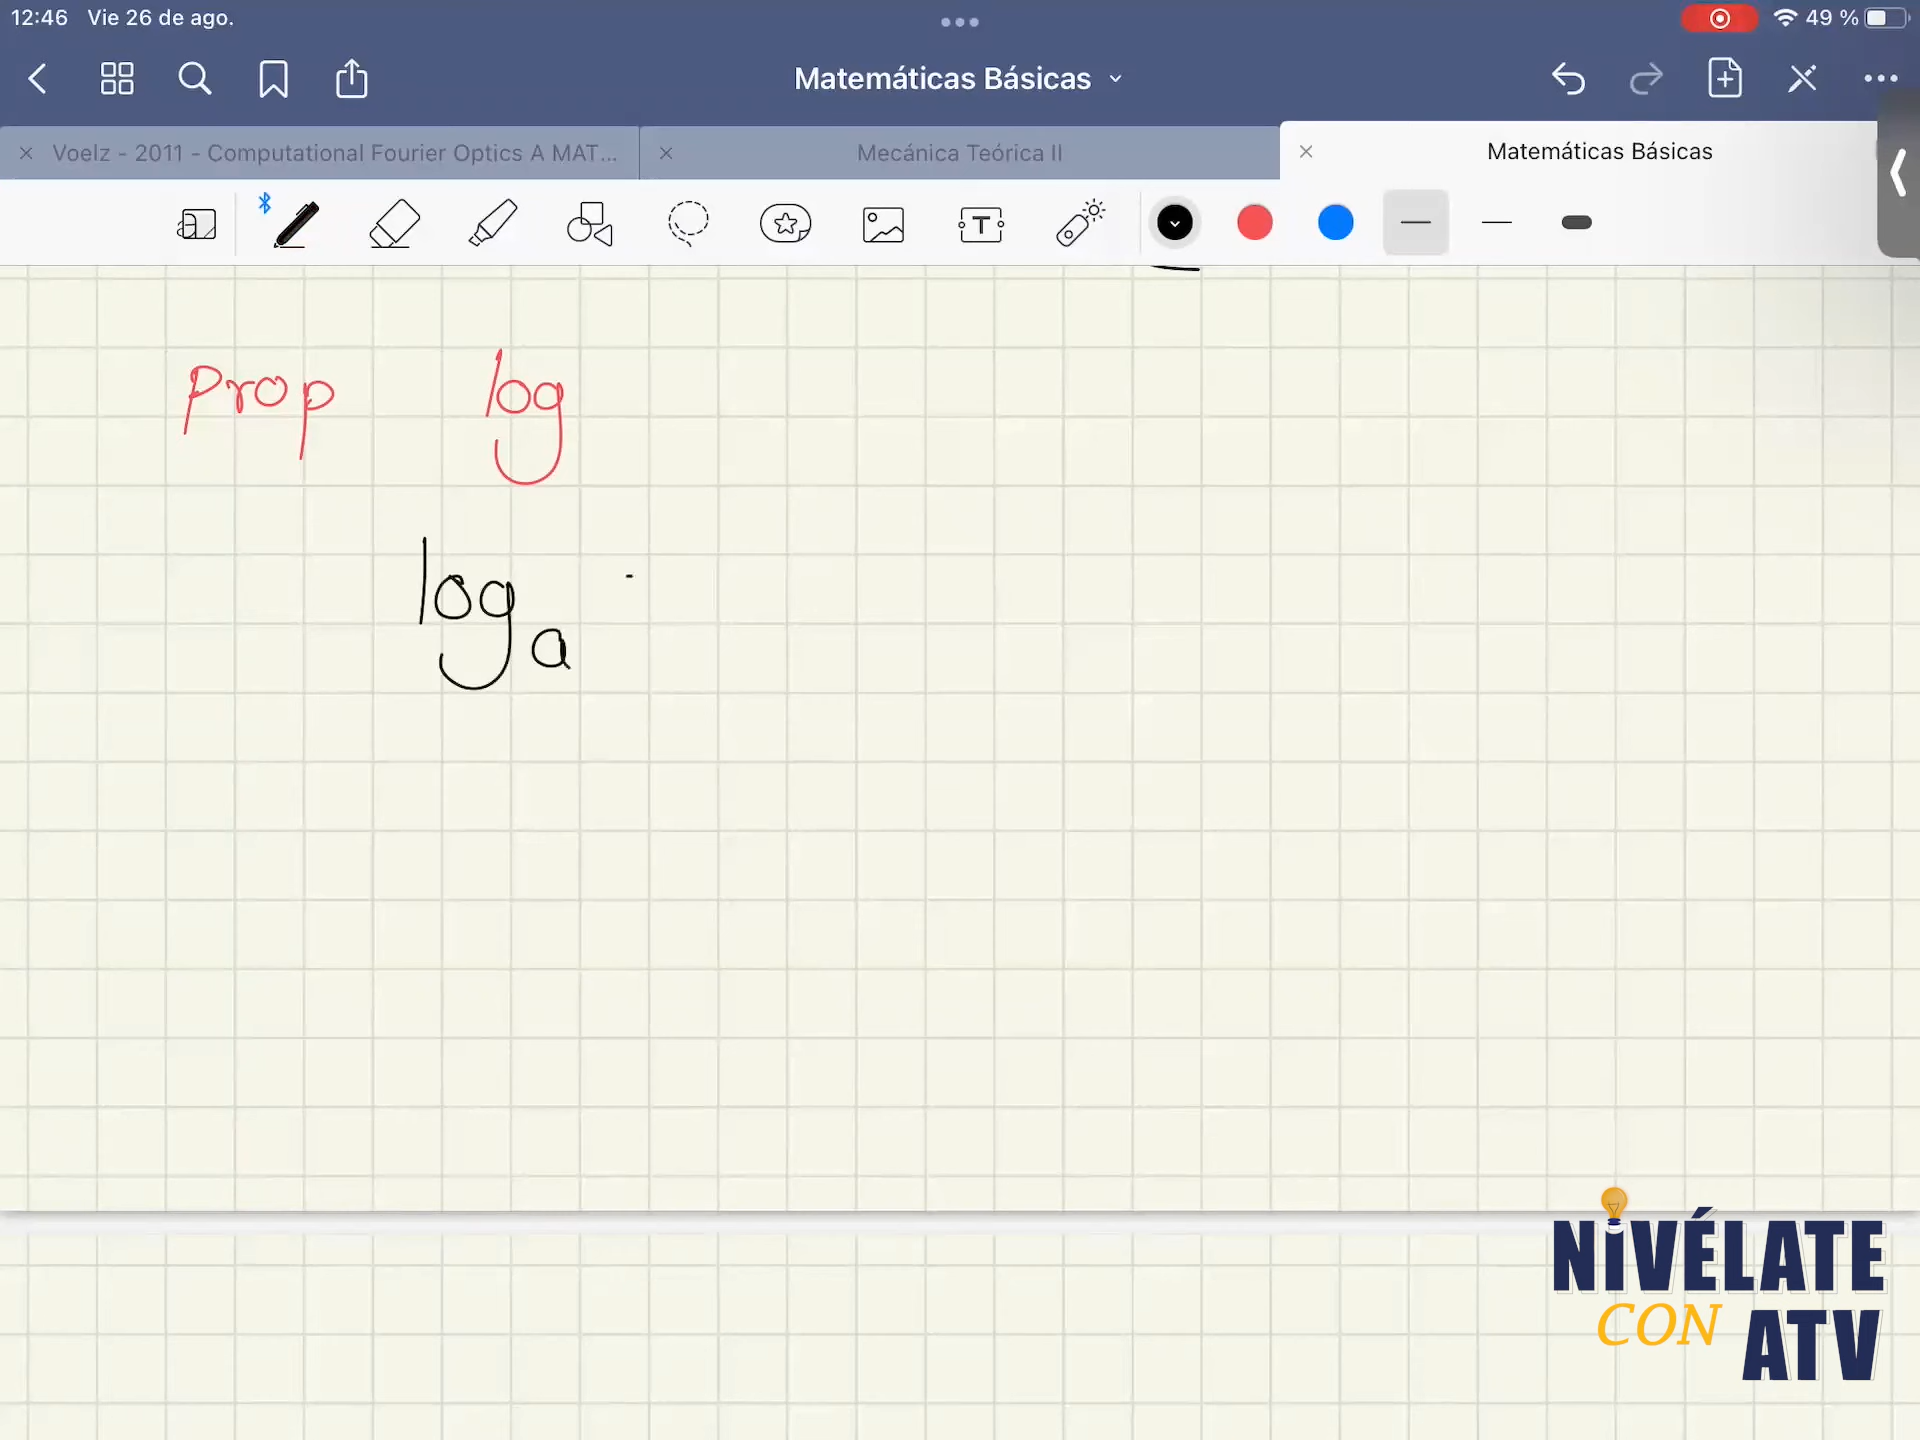 12:46 Vie 26 de ago. 49 %
Matemáticas Básicas
Voelz - 2011 - Computational Fourier Optics A MAT... Mecánica Teórica II Matemáticas Básicas
Prop log
log a
NIVÉLATE
CON
ATV